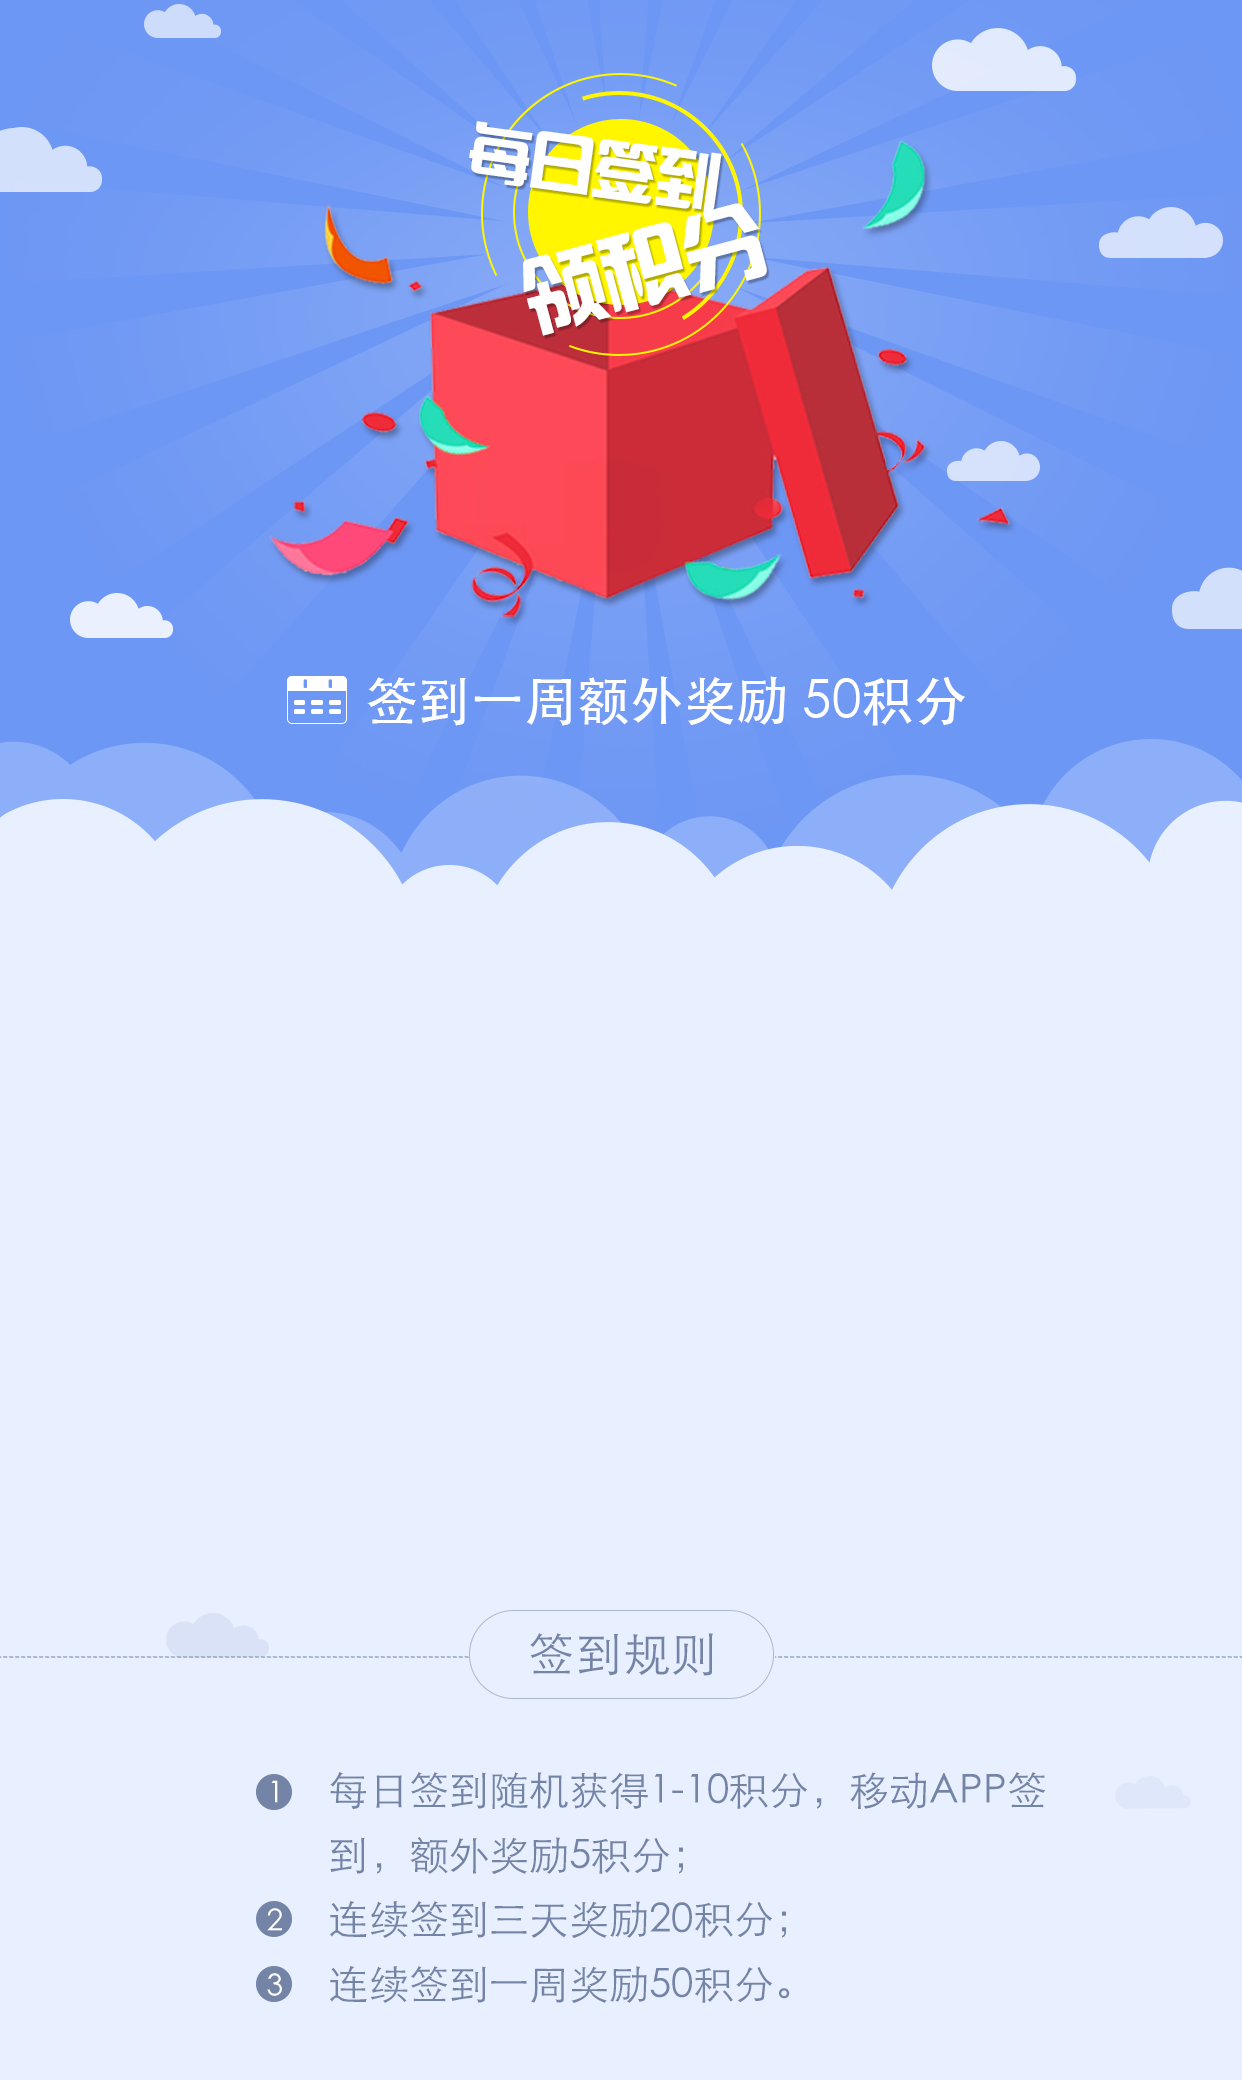 每日签到
领积分
签到一周额外奖励 50积分
签到规则
1 每日签到随机获得1-10积分，移动APP签
到，额外奖励5积分；
2 连续签到三天奖励20积分；
3 连续签到一周奖励50积分。